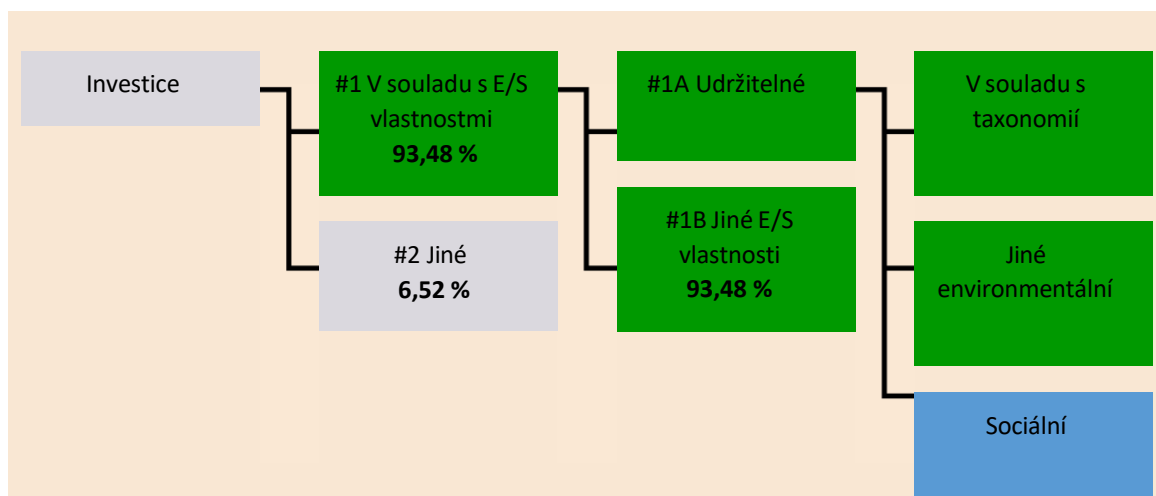 Investice
#1 V souladu s E/S
vlastnostmi
93,48 %
#2 Jiné
6,52 %
#1A Udržitelné
#1B Jiné E/S
vlastnosti
93,48 %
V souladu s
taxonomií
Jiné
environmentální
Sociální